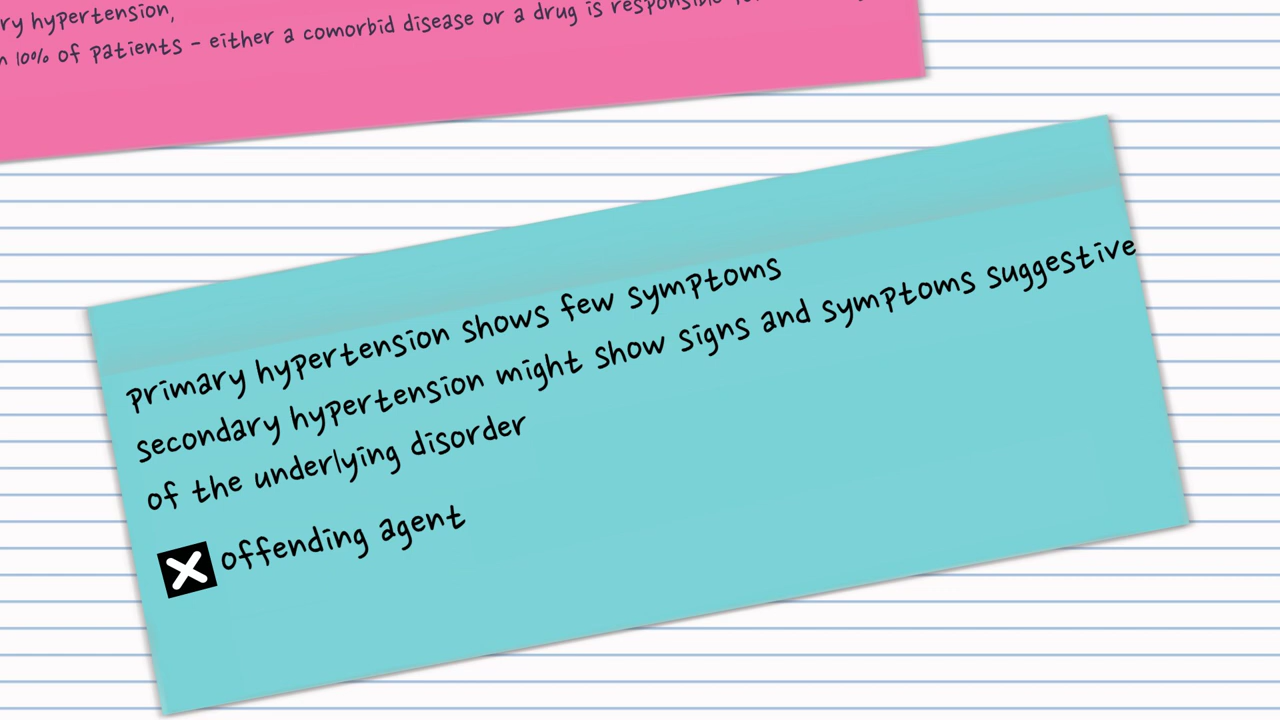 ry hypertension,
10% of patients - either a comorbid disease or a drug is responsible
primary hypertension shows few symptoms
secondary hypertension might show signs and symptoms suggestive
of the underlying disorder
offending agent